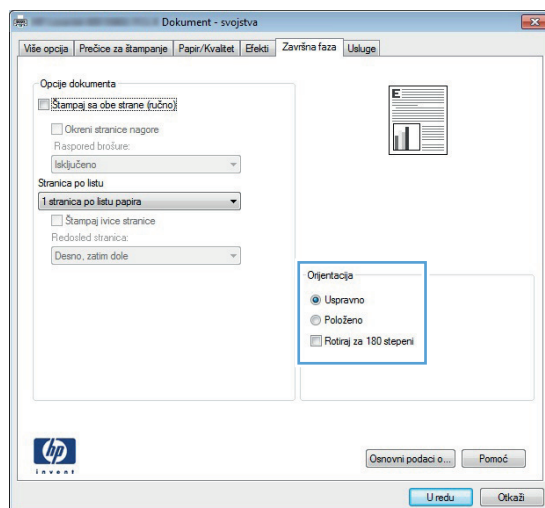 Dokument - svojstva
Više opcija
Prečice za štampanje
Papir/Kvalitet
Efekti
Završna faza
Usluge
Opcije dokumenta
Štampaj sa obe strane (ručno)
Okreni stranice nagore
Raspored brošure:
Isključeno
Stranica po listu
1 stranica po listu papira
Štampaj ivice stranice
Redosled stranica:
Desno, zatim dole
E
Orijentacija
Uspravno
Položeno
Rotiraj za 180 stepeni
hp
invent
Osnovni podaci o...
Pomoć
U redu
Otkaži